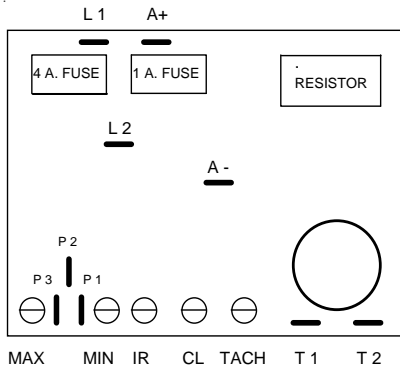 L 1 A+
4 A. FUSE 1 A. FUSE
RESISTOR
L 2
A -
P 2
P 3 P 1
MAX MIN IR CL TACH T 1 T 2